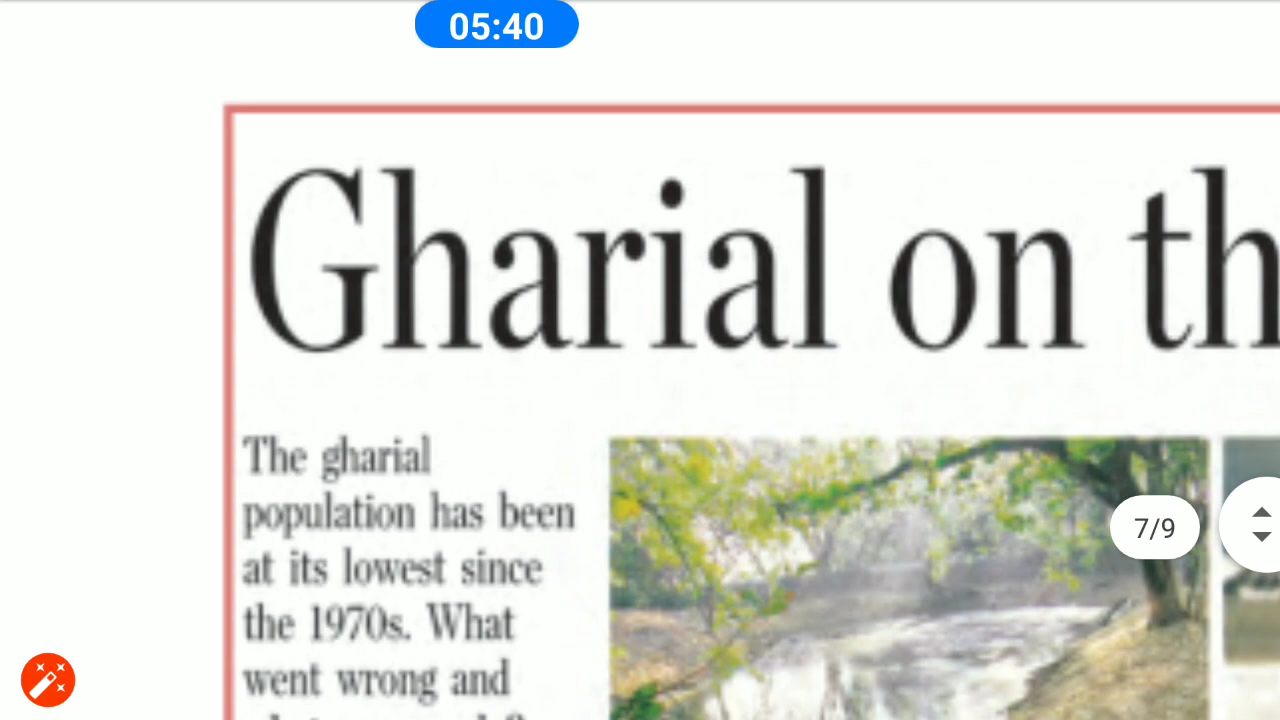 05:40
Gharial on th
The gharial
population has been
at its lowest since
the 1970s. What
went wrong and
7/9